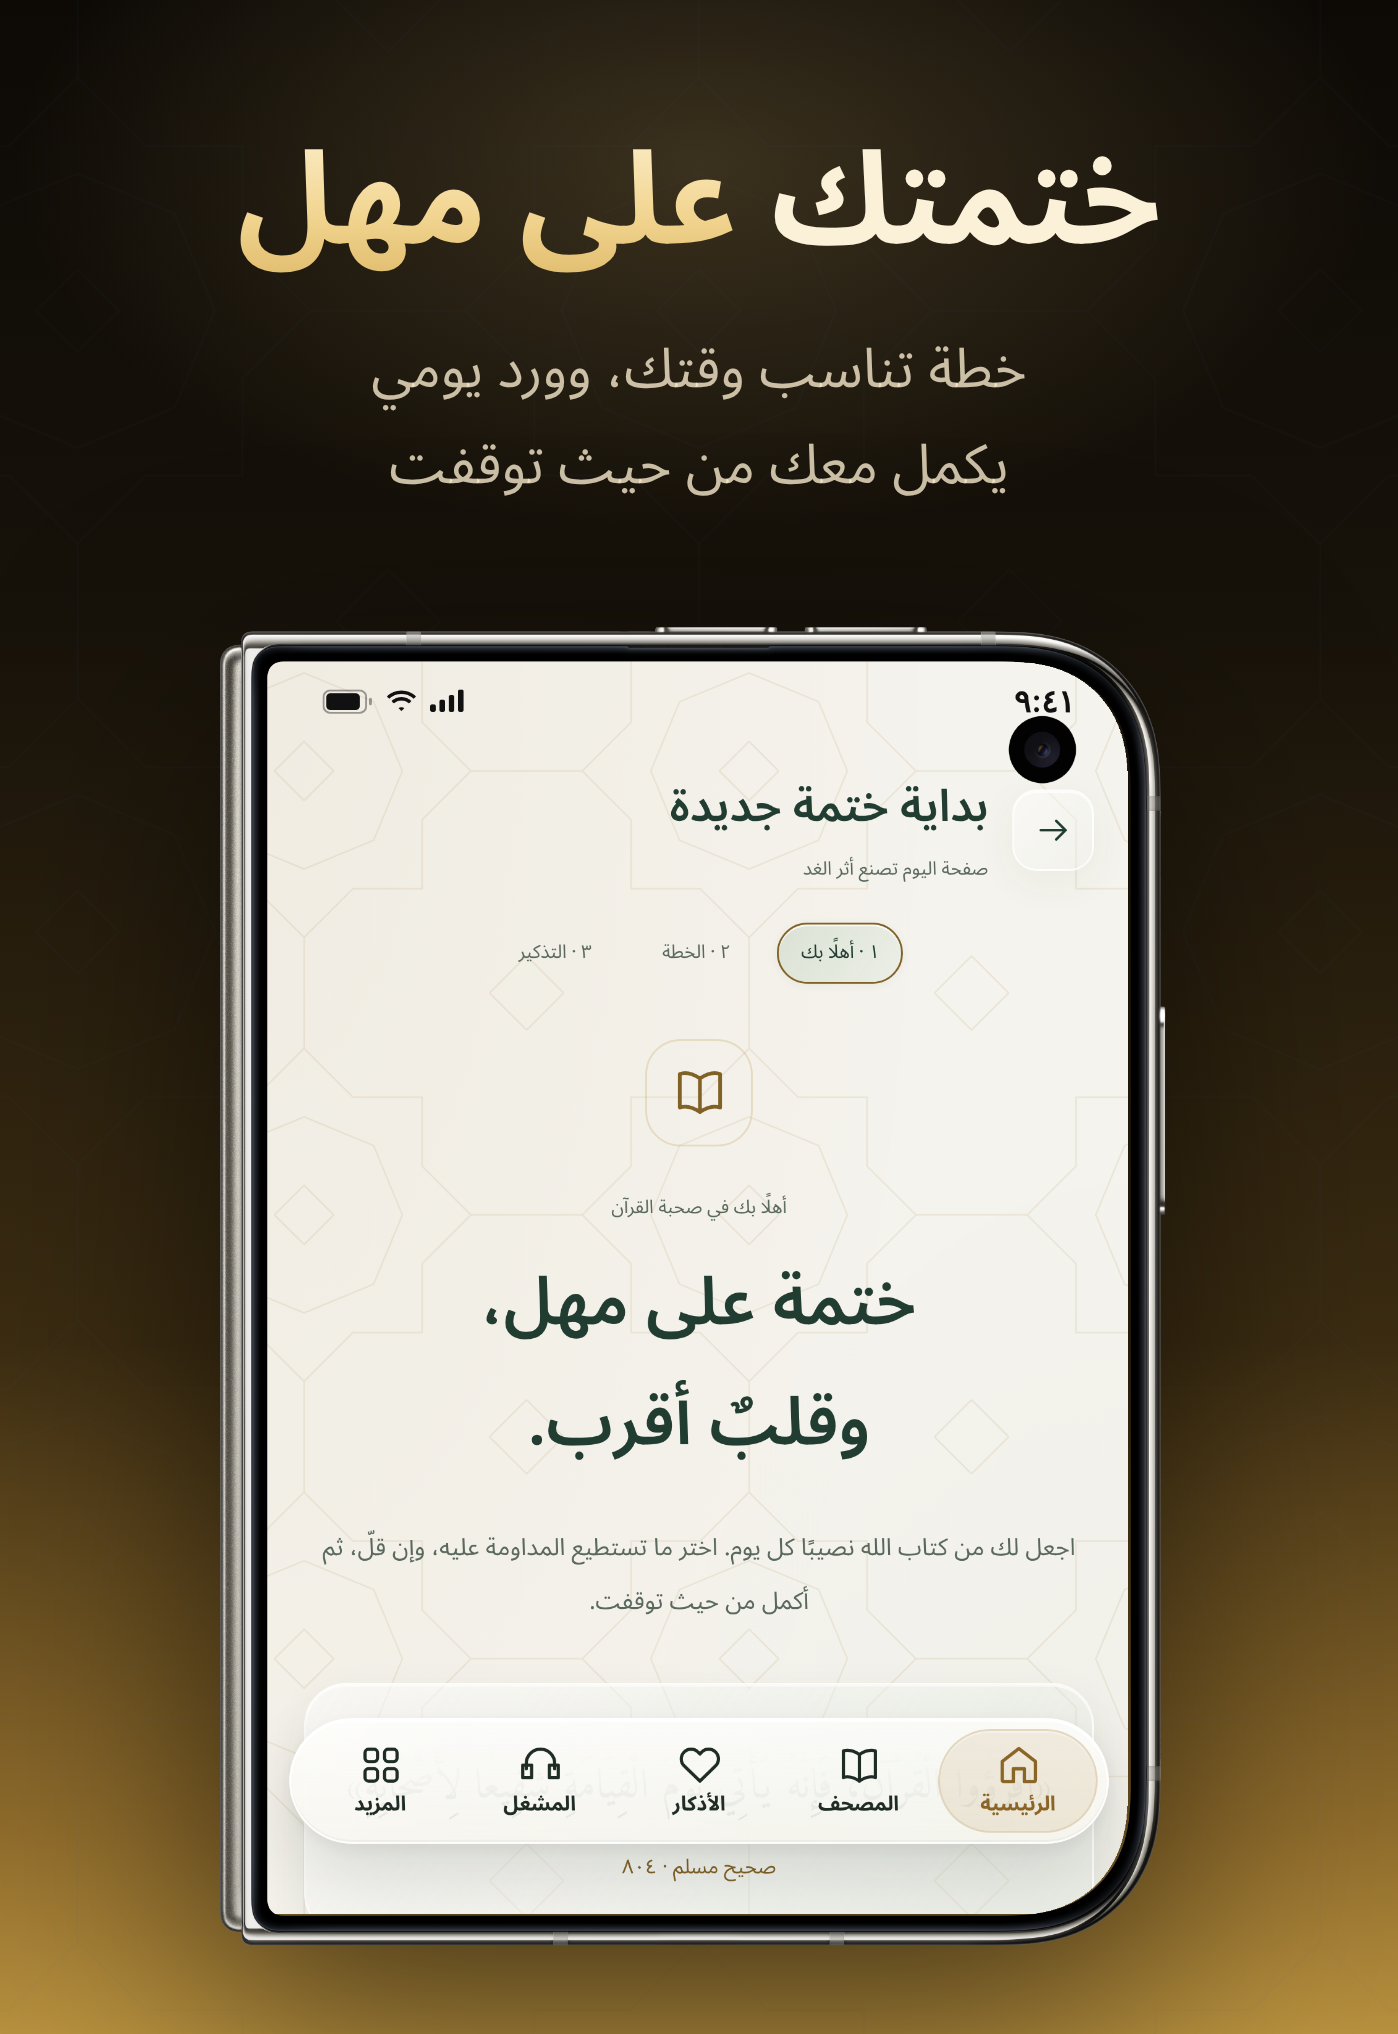 ختمتك على مهل
خطة تناسب وقتك، وورد يومي
يكمل معك من حيث توقفت
٩:٤١
بداية ختمة جديدة
صفحة اليوم تصنع أثر الغد
١ · أهلًا بك
٢ · الخطة
٣ · التذكير
أهلًا بك في صحبة القرآن
ختمة على مهل،
وقلبٌ أقرب.
اجعل لك من كتاب الله نصيبًا كل يوم. اختر ما تستطيع المداومة عليه، وإن قلّ، ثم
أكمل من حيث توقفت.
الرئيسية
المصحف
الأذكار
المشغل
المزيد
صحيح مسلم · ٨٠٤